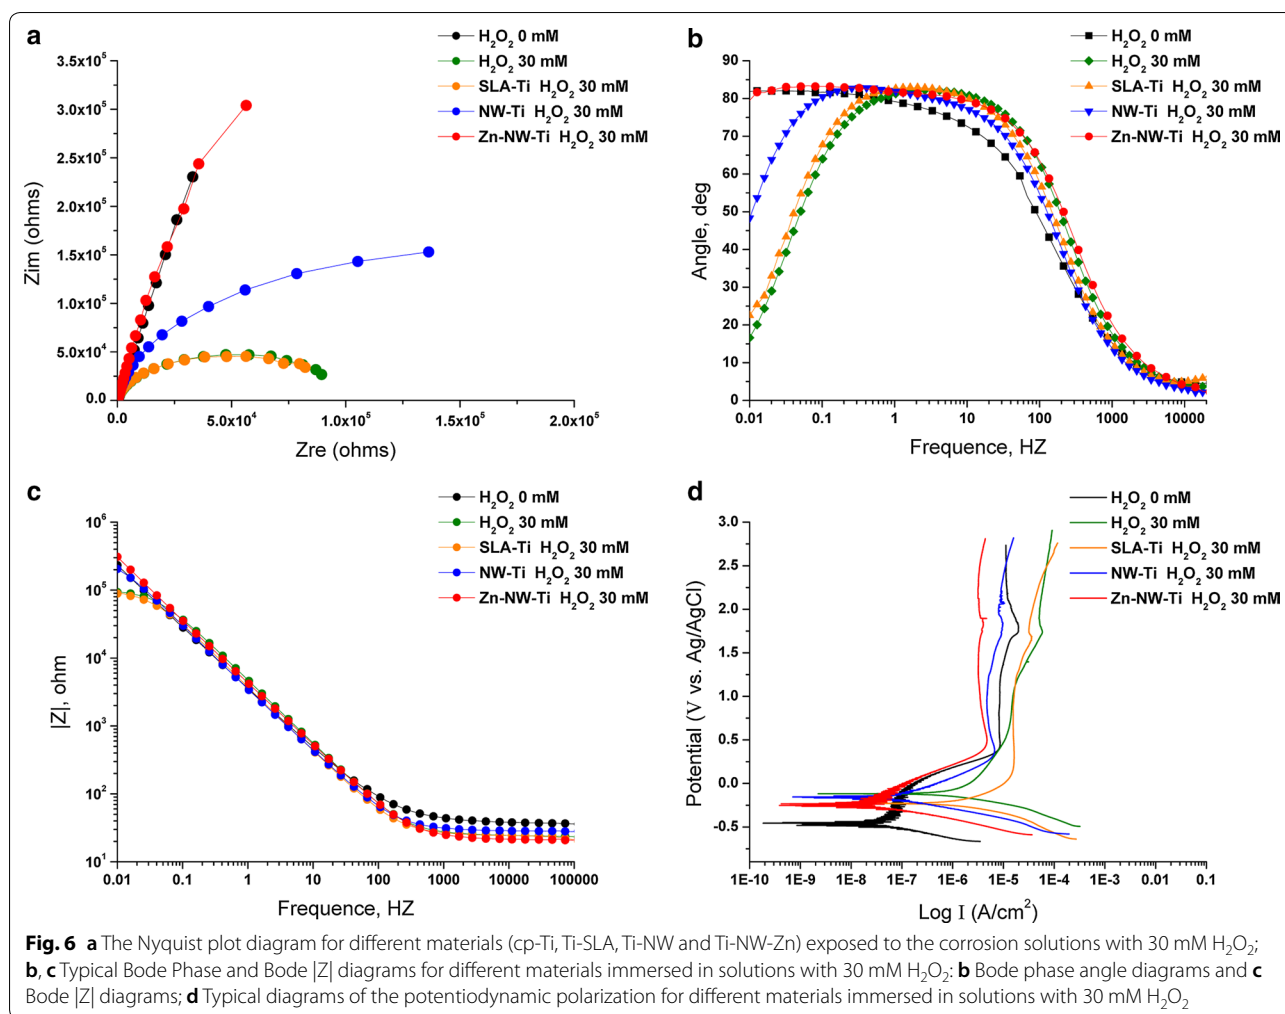 a
H₂O₂ 0 mM
H₂O₂ 30 mM
SLA-Ti H₂O₂ 30 mM
NW-Ti H₂O₂ 30 mM
Zn-NW-Ti H₂O₂ 30 mM
3.5x10⁵
3.0x10⁵
2.5x10⁵
2.0x10⁵
1.5x10⁵
1.0x10⁵
5.0x10⁴
0.0
Zim (ohms)
0.0 5.0x10⁴ 1.0x10⁵ 1.5x10⁵ 2.0x10⁵
Zre (ohms)
b
H₂O₂ 0 mM
H₂O₂ 30 mM
SLA-Ti H₂O₂ 30 mM
NW-Ti H₂O₂ 30 mM
Zn-NW-Ti H₂O₂ 30 mM
90
80
70
60
50
40
30
20
10
0
Angle, deg
0.01 0.1 1 10 100 1000 10000
Frequence, HZ
c
H₂O₂ 0 mM
H₂O₂ 30 mM
SLA-Ti H₂O₂ 30 mM
NW-Ti H₂O₂ 30 mM
Zn-NW-Ti H₂O₂ 30 mM
10⁶
10⁵
10⁴
10³
10²
10¹
|Z|, ohm
0.01 0.1 1 10 100 1000 10000 100000
Frequence, HZ
d
H₂O₂ 0 mM
H₂O₂ 30 mM
SLA-Ti H₂O₂ 30 mM
NW-Ti H₂O₂ 30 mM
Zn-NW-Ti H₂O₂ 30 mM
3.0
2.5
2.0
1.5
1.0
0.5
0.0
-0.5
Potential (V vs. Ag/AgCl)
1E-10 1E-9 1E-8 1E-7 1E-6 1E-5 1E-4 1E-3 0.01 0.1
Log I (A/cm²)
Fig. 6 a The Nyquist plot diagram for different materials (cp-Ti, Ti-SLA, Ti-NW and Ti-NW-Zn) exposed to the corrosion solutions with 30 mM H₂O₂;
b, c Typical Bode Phase and Bode |Z| diagrams for different materials immersed in solutions with 30 mM H₂O₂: b Bode phase angle diagrams and c
Bode |Z| diagrams; d Typical diagrams of the potentiodynamic polarization for different materials immersed in solutions with 30 mM H₂O₂